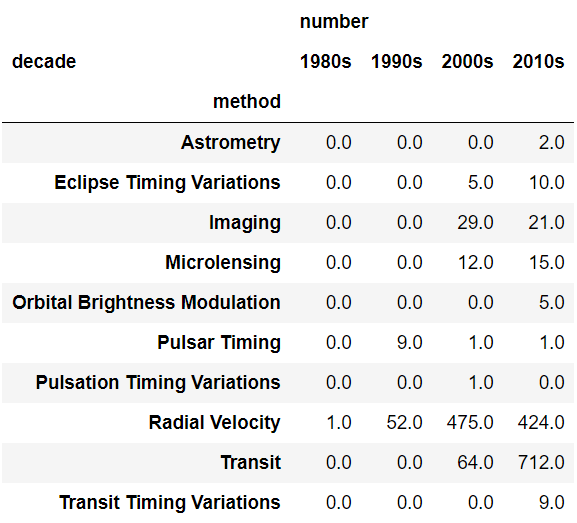 number
decade 1980s 1990s 2000s 2010s
method
Astrometry 0.0 0.0 0.0 2.0
Eclipse Timing Variations 0.0 0.0 5.0 10.0
Imaging 0.0 0.0 29.0 21.0
Microlensing 0.0 0.0 12.0 15.0
Orbital Brightness Modulation 0.0 0.0 0.0 5.0
Pulsar Timing 0.0 9.0 1.0 1.0
Pulsation Timing Variations 0.0 0.0 1.0 0.0
Radial Velocity 1.0 52.0 475.0 424.0
Transit 0.0 0.0 64.0 712.0
Transit Timing Variations 0.0 0.0 0.0 9.0